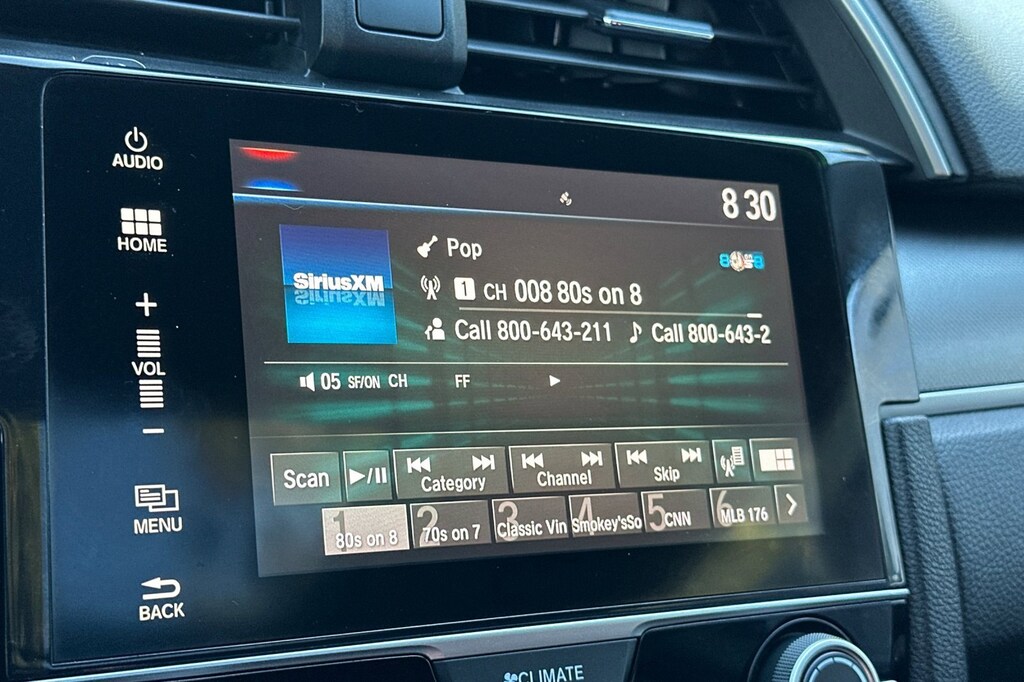 AUDIO
HOME
+
VOL
-
MENU
BACK
8 30
SiriusXM
Pop
1 CH 008 80s on 8
Call 800-643-211
Call 800-643-2
05 SF/ON CH FF
Scan
Category
Channel
Skip
1 80s on 8
2 70s on 7
3 Classic Vin
4 Smokey'sSo
5 CNN
6 MLB 176
CLIMATE